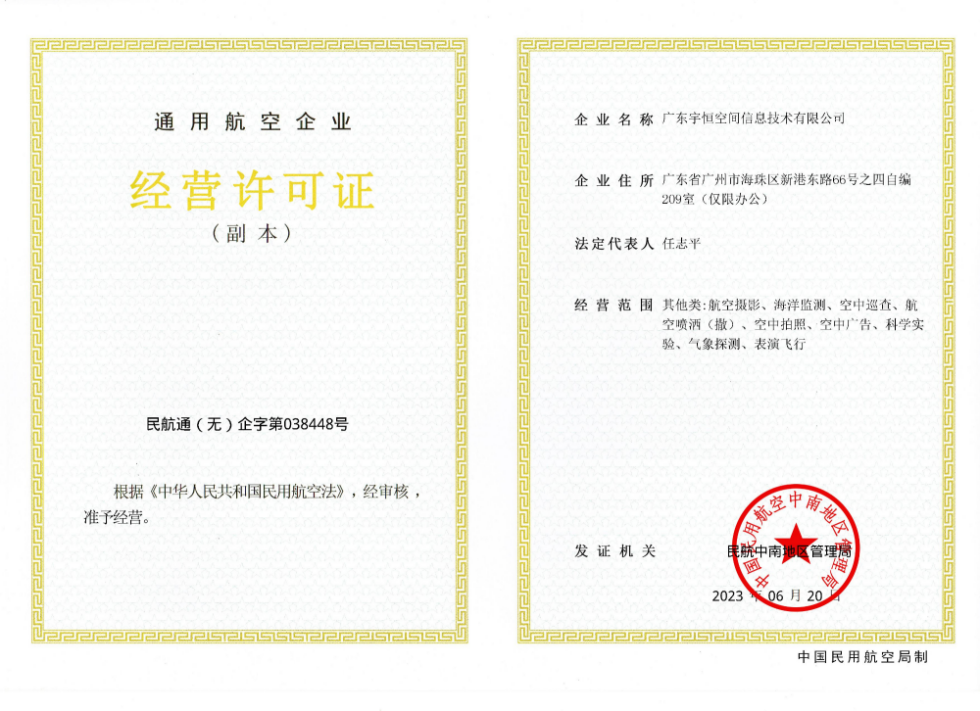 通用航空企业
经营许可证
（副本）
民航通（无）企字第038448号
根据《中华人民共和国民用航空法》，经审核，
准予经营。
企业名称 广东宇恒空间信息技术有限公司
企业住所 广东省广州市海珠区新港东路66号之四自编
209室（仅限办公）
法定代表人 任志平
经营范围 其他类:航空摄影、海洋监测、空中巡查、航
空喷洒（撒）、空中拍照、空中广告、科学实
验、气象探测、表演飞行
发证机关 民航中南地区管理局
中国民用航空中南地区管理局
2023 年 06 月 20 日
中国民用航空局制